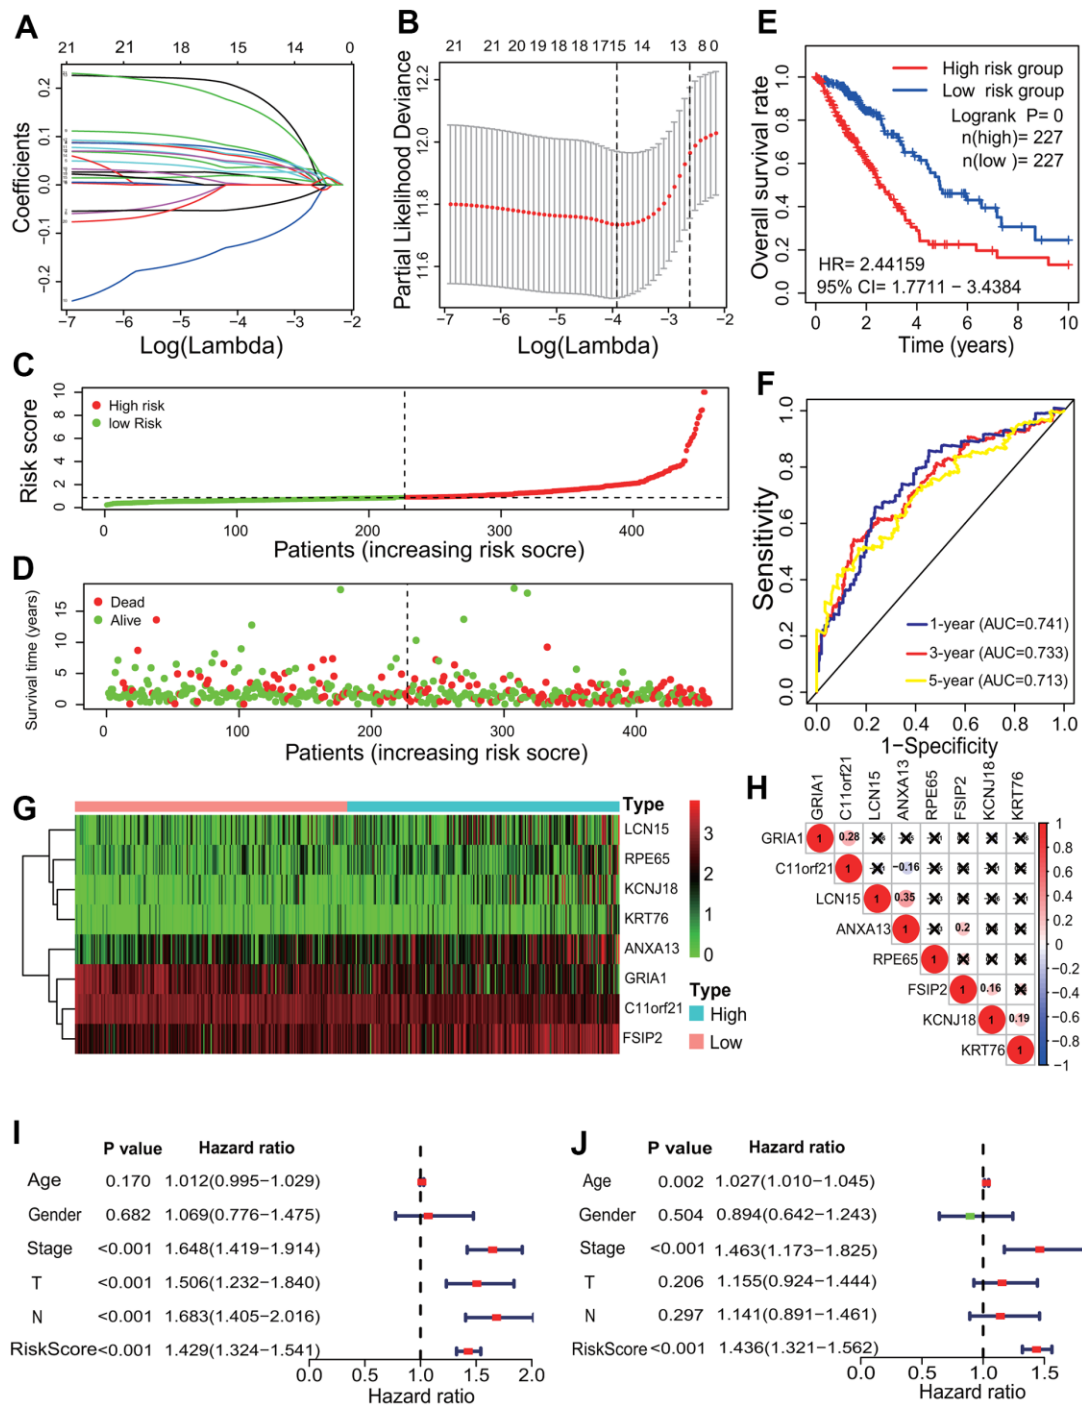 A
21 21 18 15 14 0
Coefficients
0.2
0.1
0.0
−0.1
−0.2
−7 −6 −5 −4 −3 −2
Log(Lambda)
B
21 21 20 19 18 18 17 15 14 13 8 0
Partial Likelihood Deviance
12.2
12.0
11.8
11.6
−7 −6 −5 −4 −3 −2
Log(Lambda)
E
Overall survival rate
1.0
0.8
0.6
0.4
0.2
0.0
High risk group
Low risk group
Logrank P= 0
n(high)= 227
n(low )= 227
HR= 2.44159
95% CI= 1.7711 − 3.4384
0 2 4 6 8 10
Time (years)
C
Risk score
10
8
6
4
2
0
High risk
low Risk
0 100 200 300 400
Patients (increasing risk socre)
D
Survival time (years)
15
10
5
0
Dead
Alive
0 100 200 300 400
Patients (increasing risk socre)
F
Sensitivity
1.0
0.8
0.6
0.4
0.2
0.0
1-year (AUC=0.741)
3-year (AUC=0.733)
5-year (AUC=0.713)
0.0 0.2 0.4 0.6 0.8 1.0
1−Specificity
G
Type
LCN15
RPE65
KCNJ18
KRT76
ANXA13
GRIA1
C11orf21
FSIP2
3
2
1
0
Type
High
Low
H
GRIA1 C11orf21 LCN15 ANXA13 RPE65 FSIP2 KCNJ18 KRT76
GRIA1 1 0.28
C11orf21 1 −0.16
LCN15 1 0.35
ANXA13 1 0.2
RPE65 1
FSIP2 1 0.16
KCNJ18 1 0.19
KRT76 1
1
0.8
0.6
0.4
0.2
0
−0.2
−0.4
−0.6
−0.8
−1
I
P value Hazard ratio
Age 0.170 1.012(0.995−1.029)
Gender 0.682 1.069(0.776−1.475)
Stage <0.001 1.648(1.419−1.914)
T <0.001 1.506(1.232−1.840)
N <0.001 1.683(1.405−2.016)
RiskScore <0.001 1.429(1.324−1.541)
0.0 0.5 1.0 1.5 2.0
Hazard ratio
J
P value Hazard ratio
Age 0.002 1.027(1.010−1.045)
Gender 0.504 0.894(0.642−1.243)
Stage <0.001 1.463(1.173−1.825)
T 0.206 1.155(0.924−1.444)
N 0.297 1.141(0.891−1.461)
RiskScore <0.001 1.436(1.321−1.562)
0.0 0.5 1.0 1.5
Hazard ratio